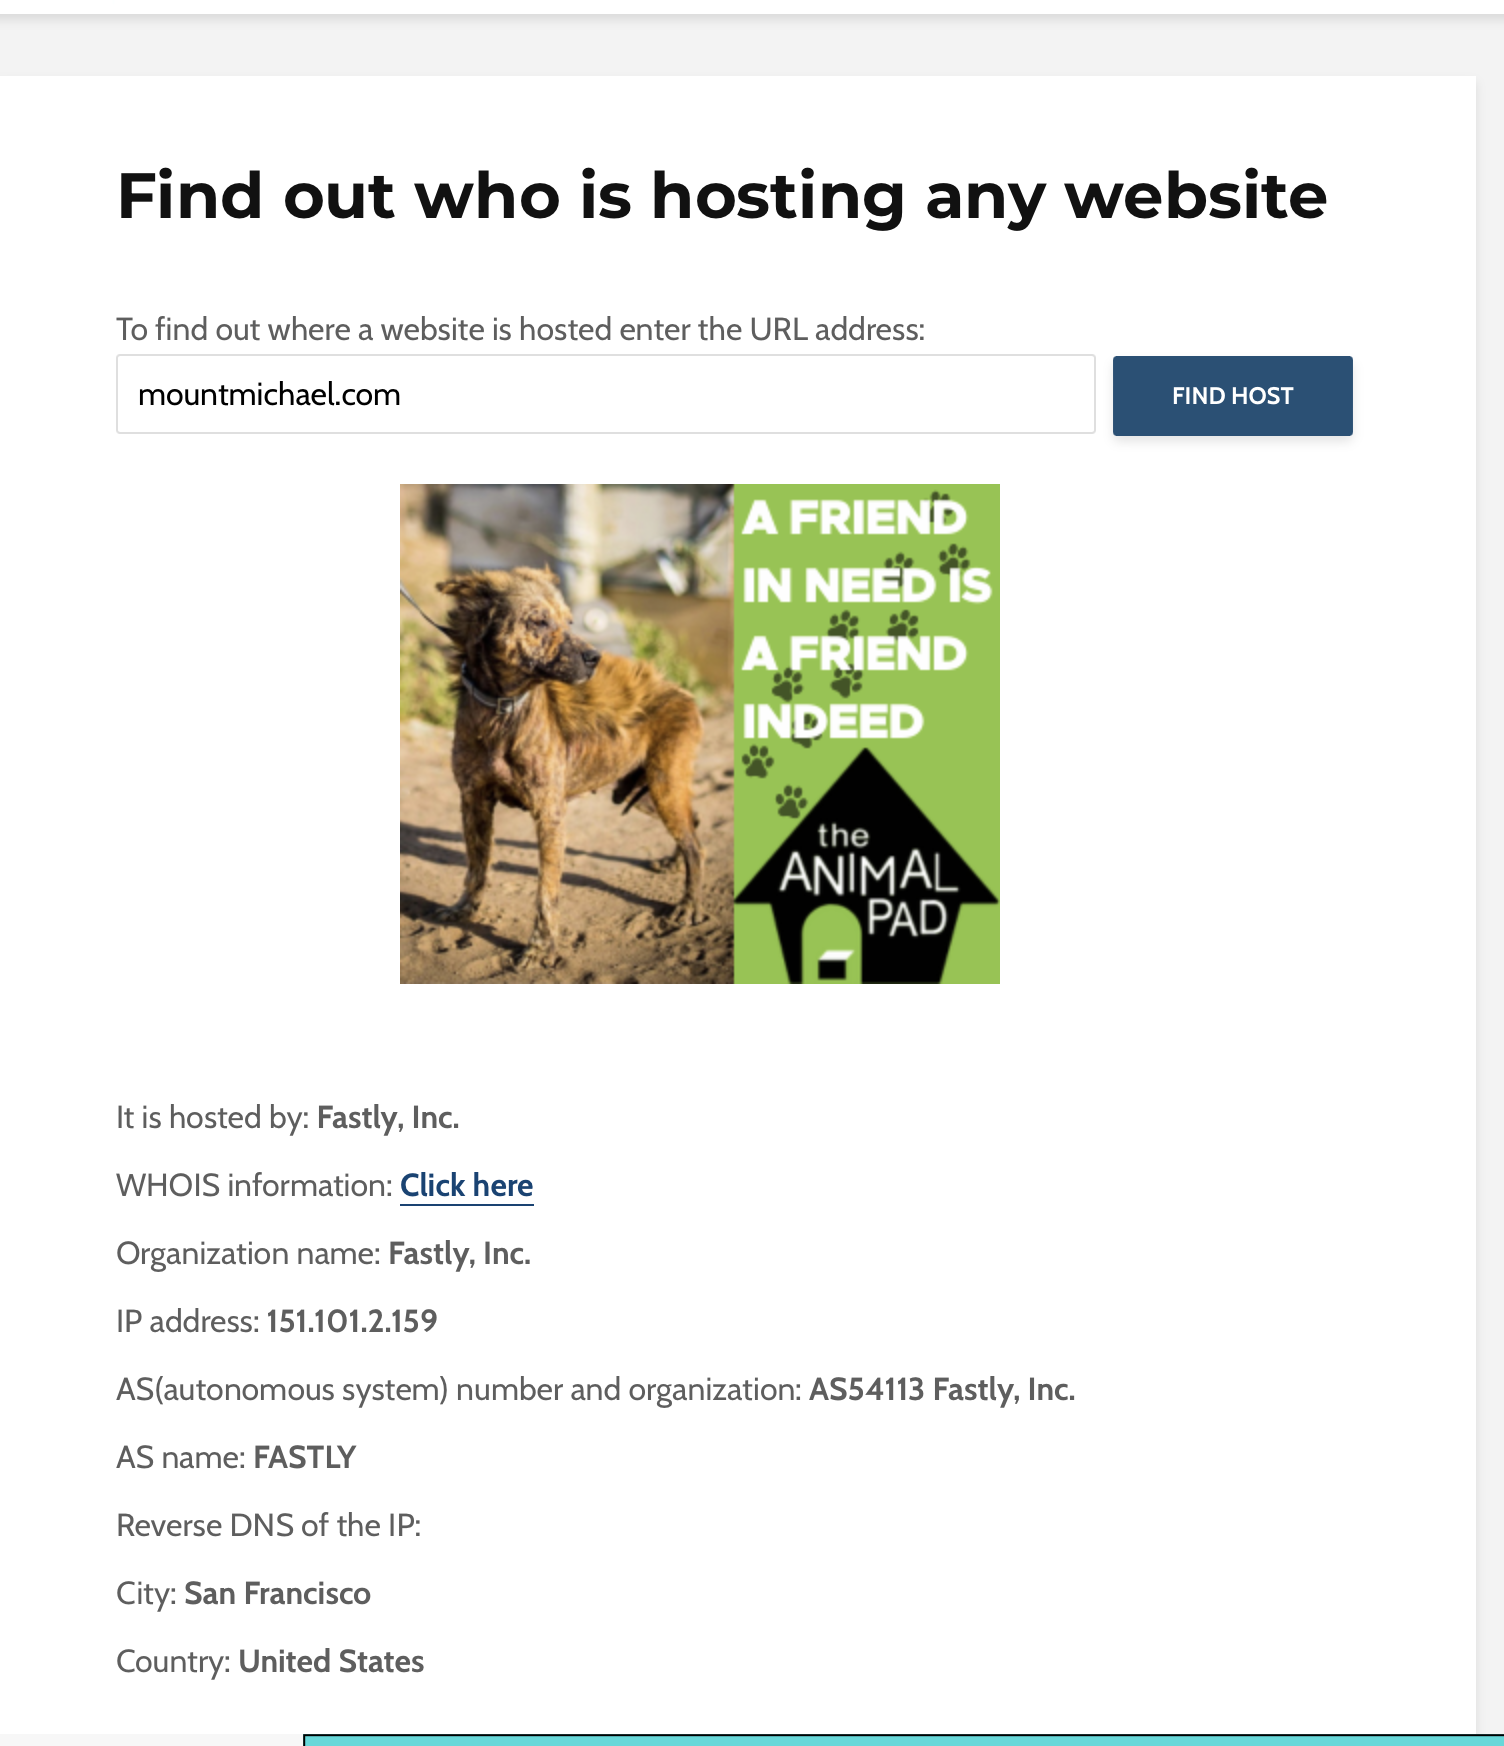 Find out who is hosting any website
To find out where a website is hosted enter the URL address:
mountmichael.com
FIND HOST
A FRIEND
IN NEED IS
A FRIEND
INDEED
the
ANIMAL
PAD
It is hosted by: Fastly, Inc.
WHOIS information: Click here
Organization name: Fastly, Inc.
IP address: 151.101.2.159
AS(autonomous system) number and organization: AS54113 Fastly, Inc.
AS name: FASTLY
Reverse DNS of the IP:
City: San Francisco
Country: United States